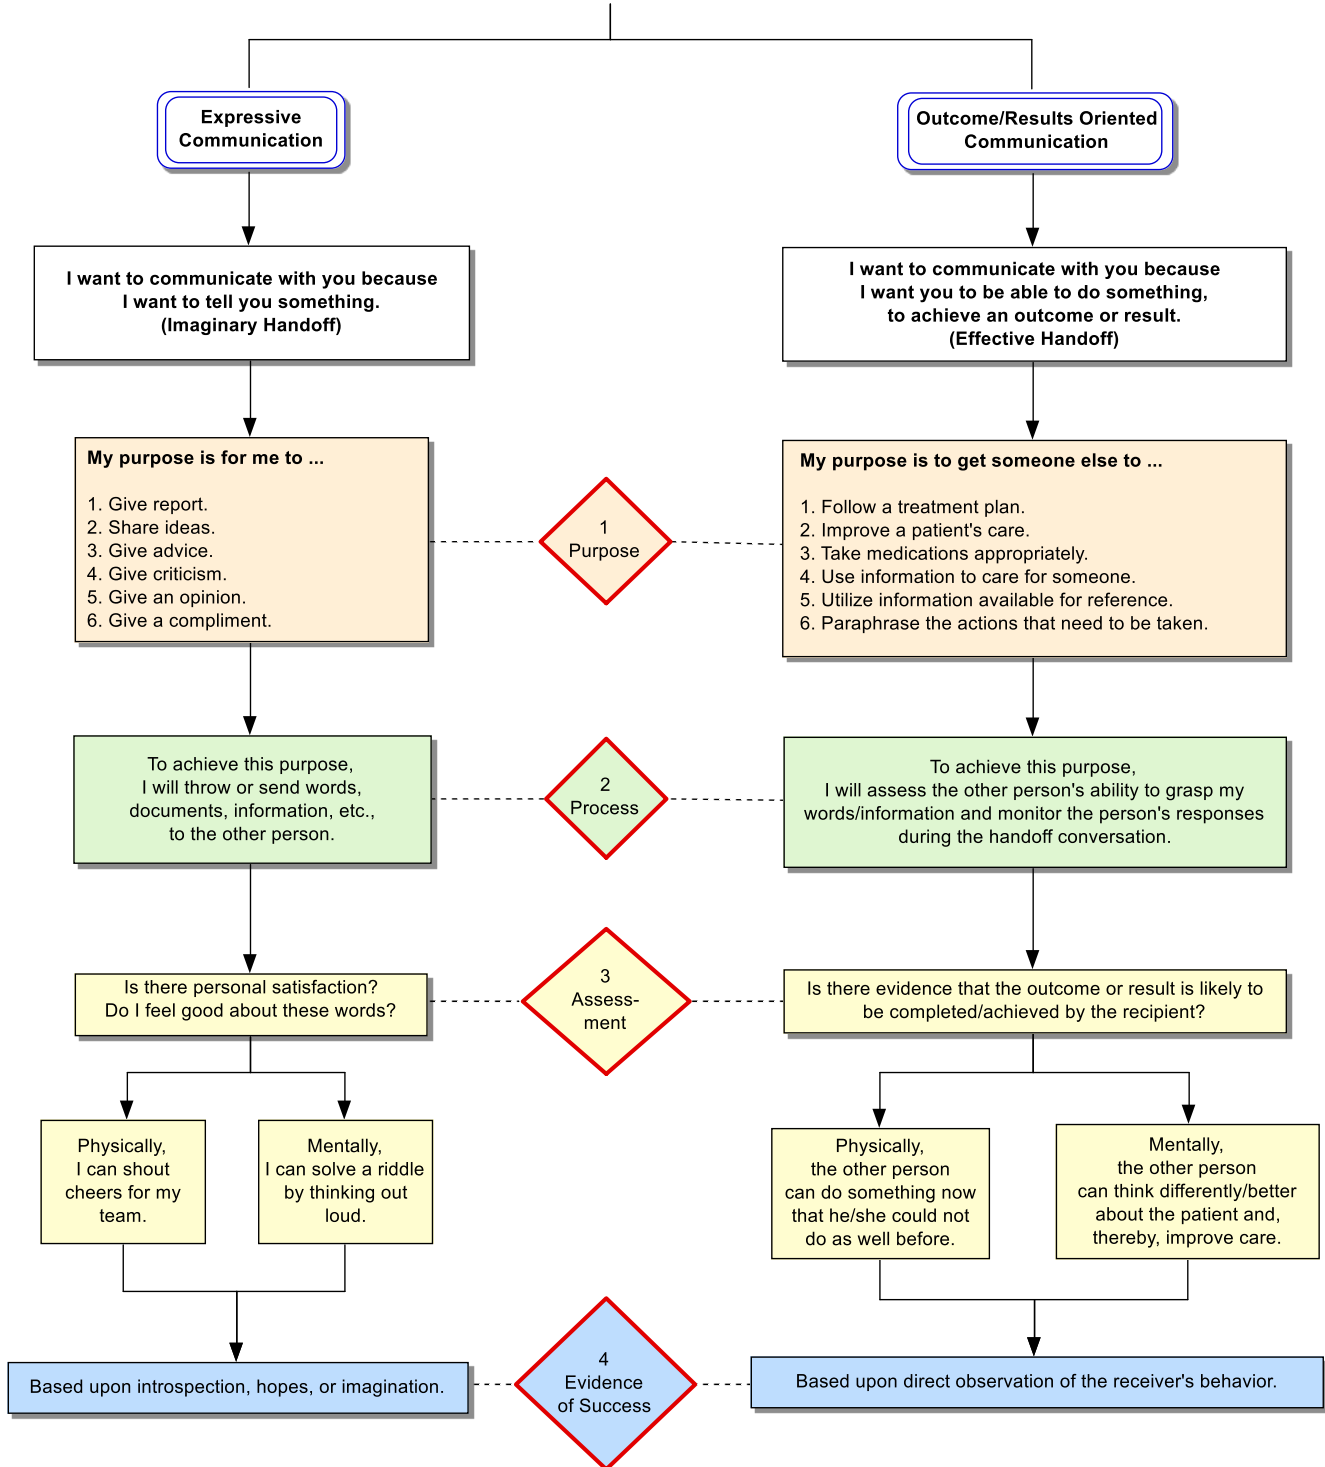 Expressive
Communication
Outcome/Results Oriented
Communication
I want to communicate with you because
I want to tell you something.
(Imaginary Handoff)
I want to communicate with you because
I want you to be able to do something,
to achieve an outcome or result.
(Effective Handoff)
My purpose is for me to ...
1. Give report.
2. Share ideas.
3. Give advice.
4. Give criticism.
5. Give an opinion.
6. Give a compliment.
1
Purpose
My purpose is to get someone else to ...
1. Follow a treatment plan.
2. Improve a patient's care.
3. Take medications appropriately.
4. Use information to care for someone.
5. Utilize information available for reference.
6. Paraphrase the actions that need to be taken.
To achieve this purpose,
I will throw or send words,
documents, information, etc.,
to the other person.
2
Process
To achieve this purpose,
I will assess the other person's ability to grasp my
words/information and monitor the person's responses
during the handoff conversation.
Is there personal satisfaction?
Do I feel good about these words?
3
Assess-
ment
Is there evidence that the outcome or result is likely to
be completed/achieved by the recipient?
Physically,
I can shout
cheers for my
team.
Mentally,
I can solve a riddle
by thinking out
loud.
Physically,
the other person
can do something now
that he/she could not
do as well before.
Mentally,
the other person
can think differently/better
about the patient and,
thereby, improve care.
Based upon introspection, hopes, or imagination.
4
Evidence
of Success
Based upon direct observation of the receiver's behavior.